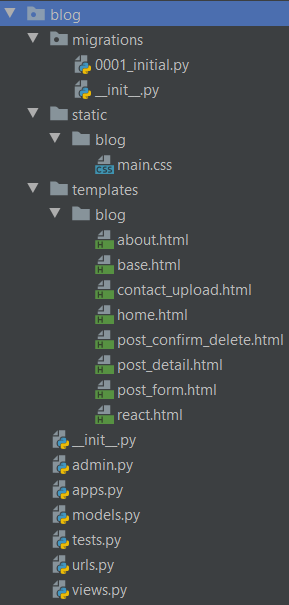 blog
migrations
0001_initial.py
__init__.py
static
blog
CSS main.css
templates
blog
H about.html
H base.html
H contact_upload.html
H home.html
H post_confirm_delete.html
H post_detail.html
H post_form.html
H react.html
__init__.py
admin.py
apps.py
models.py
tests.py
urls.py
views.py